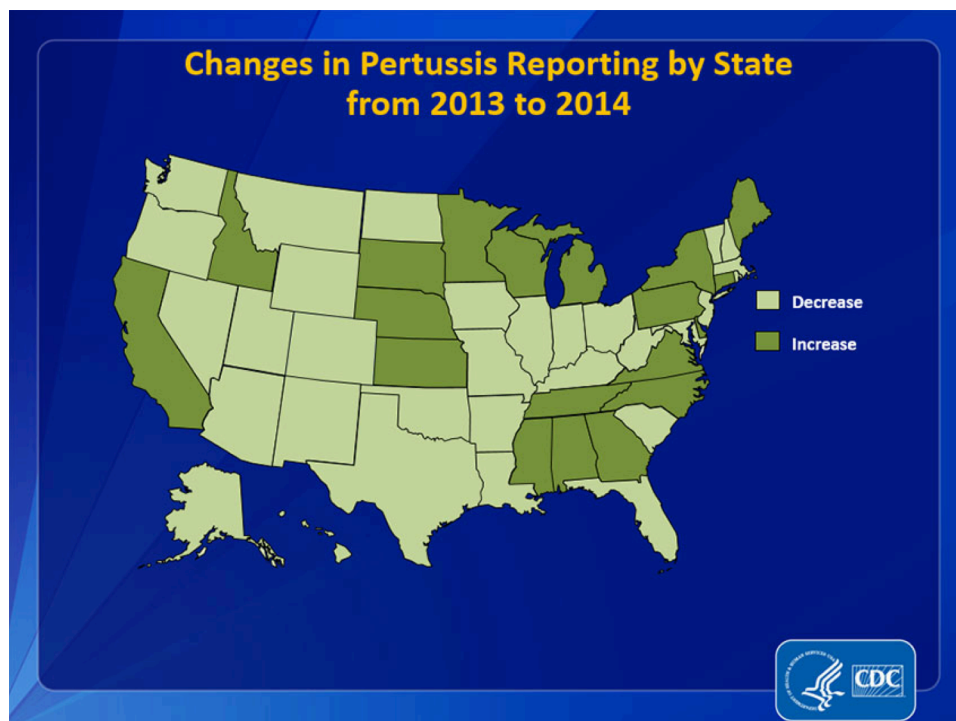 Changes in Pertussis Reporting by State
from 2013 to 2014
Decrease
Increase
CDC